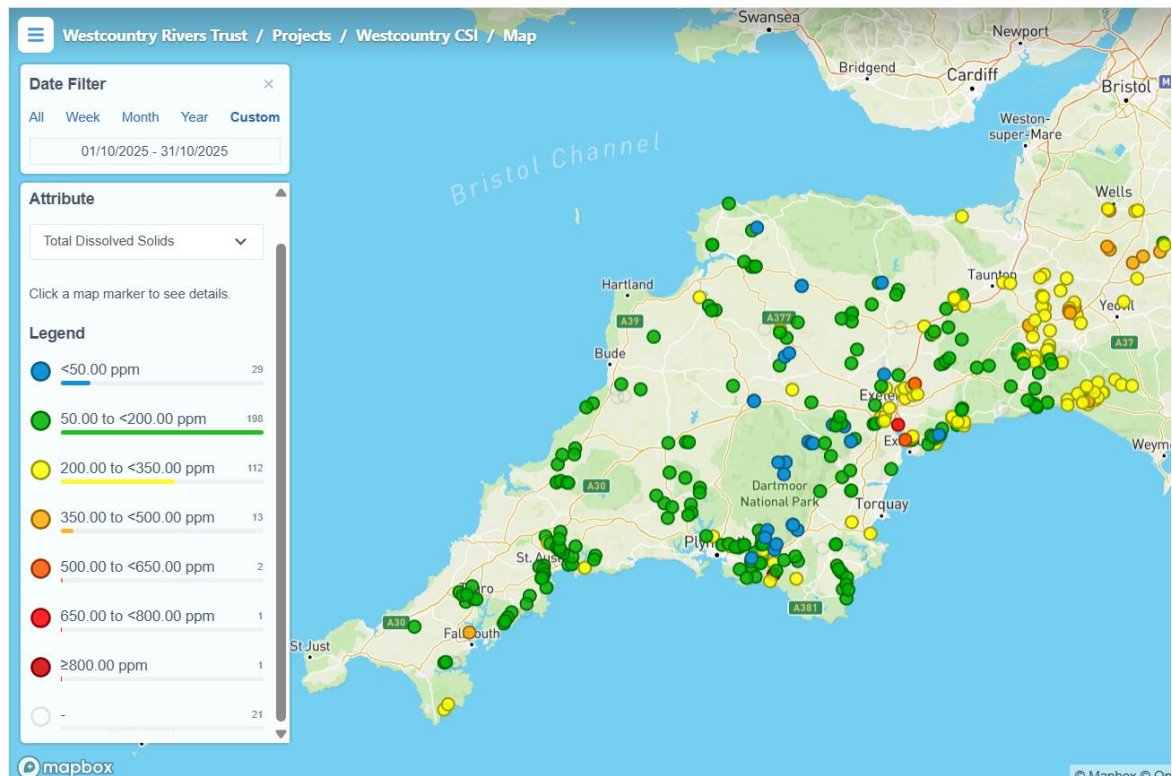 Westcountry Rivers Trust / Projects / Westcountry CSI / Map
Date Filter ×
All Week Month Year Custom
01/10/2025 - 31/10/2025
Attribute
Total Dissolved Solids
Click a map marker to see details.
Legend
<50.00 ppm 29
50.00 to <200.00 ppm 198
200.00 to <350.00 ppm 112
350.00 to <500.00 ppm 13
500.00 to <650.00 ppm 2
650.00 to <800.00 ppm 1
≥800.00 ppm 1
- 21
mapbox
Swansea
Newport
Bridgend
Cardiff
Bristol
M
Weston-
super-Mare
Bristol Channel
Wells
Taunton
Hartland
A39
A377
Yeovil
A37
Bude
Exeter
Weym
A30
Dartmoor
National Park
Torquay
A381
A30
Falmouth
St Just
© Mapbox